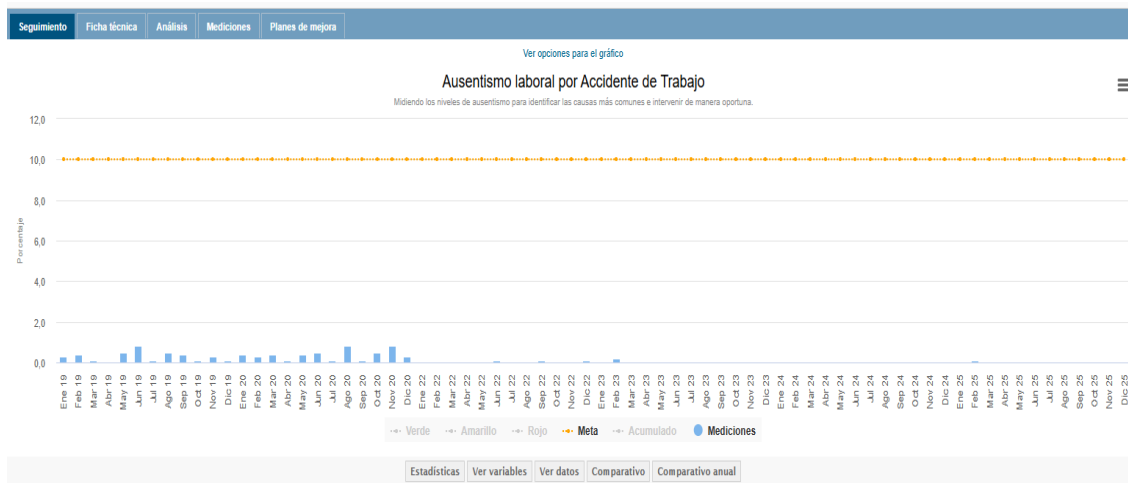 Seguimiento Ficha técnica Análisis Mediciones Planes de mejora
Ver opciones para el gráfico
Ausentismo laboral por Accidente de Trabajo
Midiendo los niveles de ausentismo para identificar las causas más comunes e intervenir de manera oportuna.
12,0
10,0
8,0
6,0
4,0
2,0
0,0
Porcentaje
Ene 19 Feb 19 Mar 19 Abr 19 May 19 Jun 19 Jul 19 Ago 19 Sep 19 Oct 19 Nov 19 Dic 19 Ene 20 Feb 20 Mar 20 Abr 20 May 20 Jun 20 Jul 20 Ago 20 Sep 20 Oct 20 Nov 20 Dic 20 Ene 22 Feb 22 Mar 22 Abr 22 May 22 Jun 22 Jul 22 Ago 22 Sep 22 Oct 22 Nov 22 Dic 22 Ene 23 Feb 23 Mar 23 Abr 23 May 23 Jun 23 Jul 23 Ago 23 Sep 23 Oct 23 Nov 23 Dic 23 Ene 24 Feb 24 Mar 24 Abr 24 May 24 Jun 24 Jul 24 Ago 24 Sep 24 Oct 24 Nov 24 Dic 24 Ene 25 Feb 25 Mar 25 Abr 25 May 25 Jun 25 Jul 25 Ago 25 Sep 25 Oct 25 Nov 25 Dic 25
Verde Amarillo Rojo Meta Acumulado Mediciones
Estadísticas Ver variables Ver datos Comparativo Comparativo anual